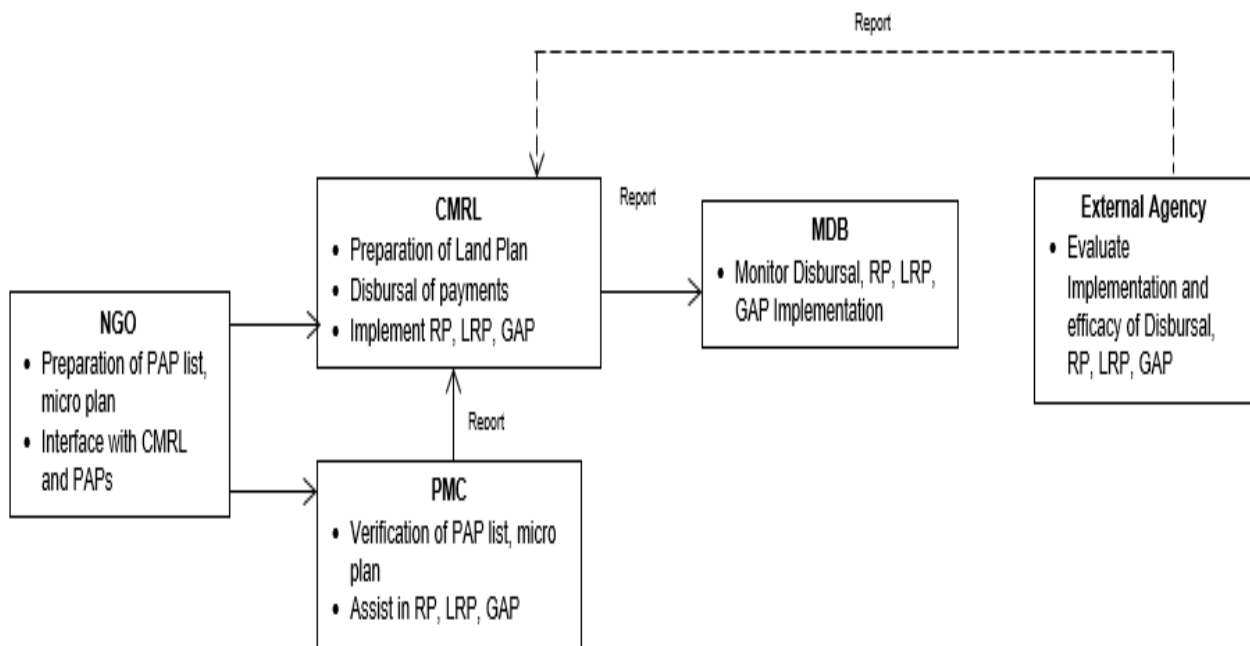 Report
CMRL
• Preparation of Land Plan
• Disbursal of payments
• Implement RP, LRP, GAP
Report
MDB
• Monitor Disbursal, RP, LRP,
GAP Implementation
External Agency
• Evaluate
Implementation and
efficacy of Disbursal,
RP, LRP, GAP
NGO
• Preparation of PAP list,
micro plan
• Interface with CMRL
and PAPs
Report
PMC
• Verification of PAP list, micro
plan
• Assist in RP, LRP, GAP